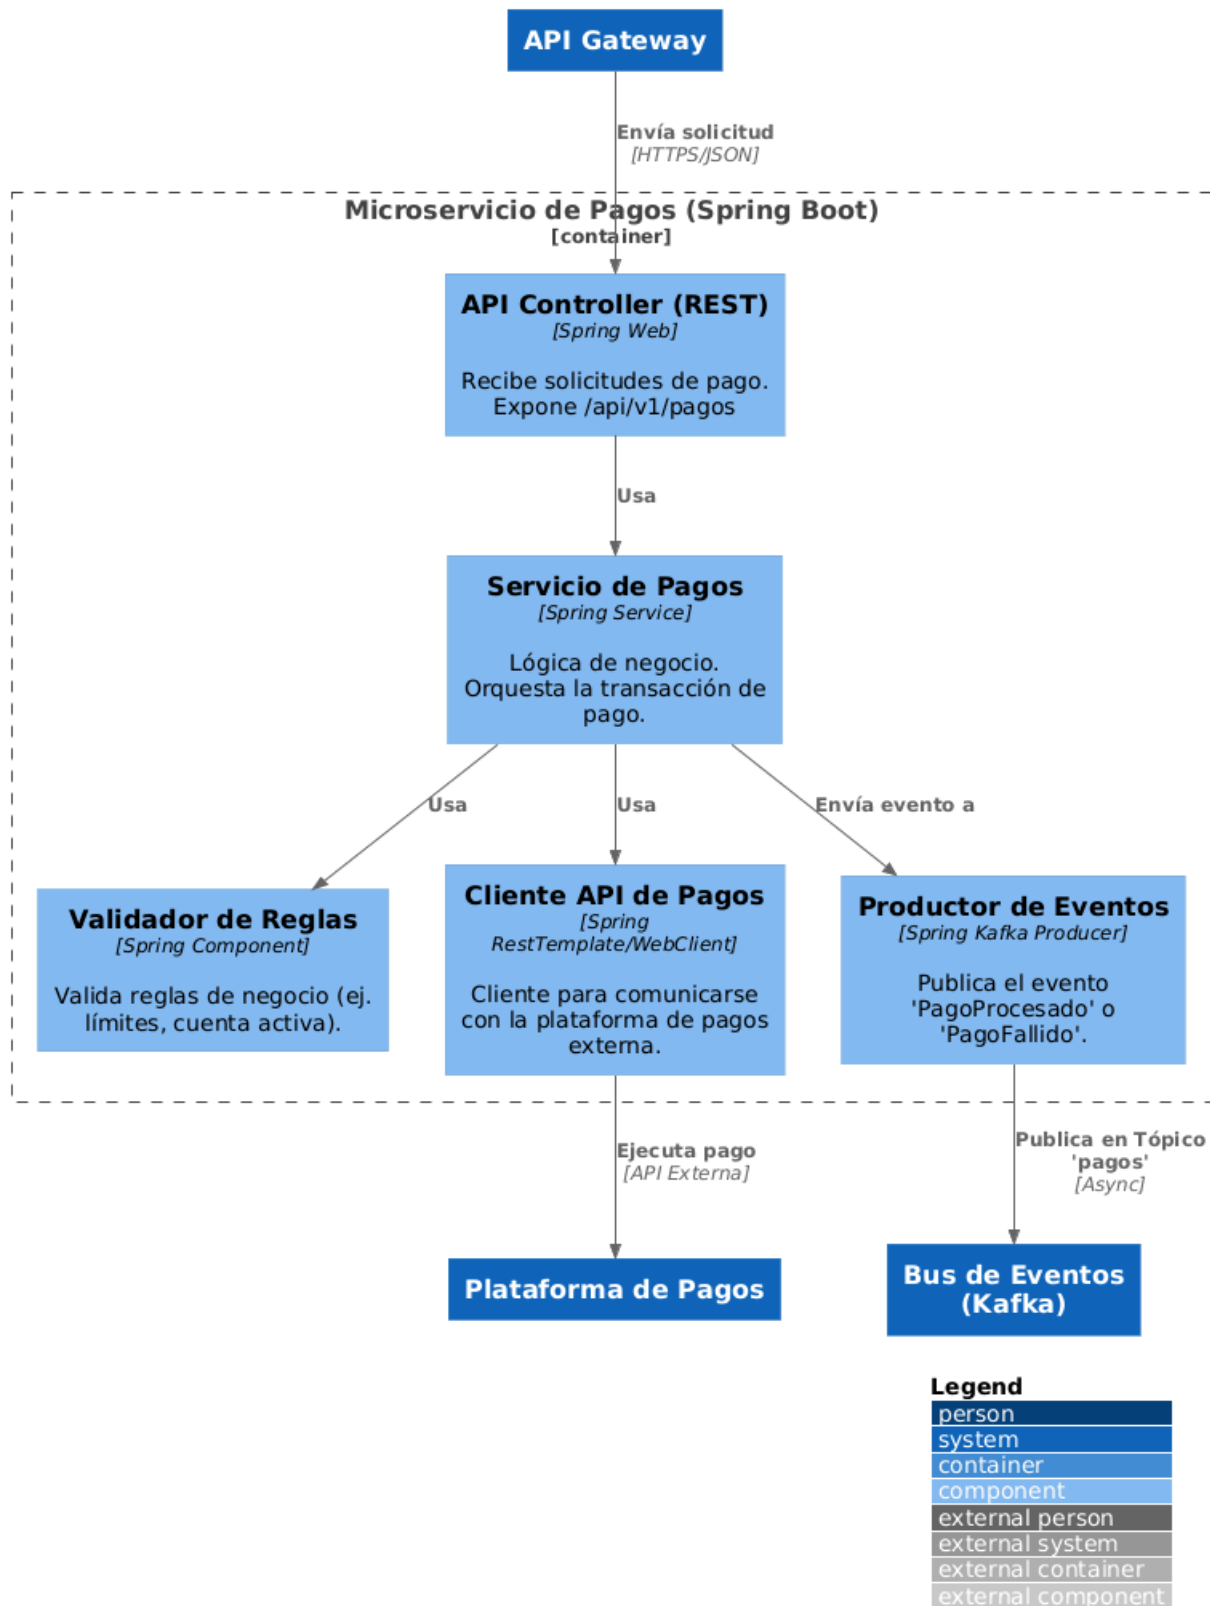 API Gateway
Envía solicitud
[HTTPS/JSON]
Microservicio de Pagos (Spring Boot)
[container]
API Controller (REST)
[Spring Web]
Recibe solicitudes de pago.
Expone /api/v1/pagos
Usa
Servicio de Pagos
[Spring Service]
Lógica de negocio.
Orquesta la transacción de
pago.
Usa
Usa
Envía evento a
Validador de Reglas
[Spring Component]
Valida reglas de negocio (ej.
límites, cuenta activa).
Cliente API de Pagos
[Spring
RestTemplate/WebClient]
Cliente para comunicarse
con la plataforma de pagos
externa.
Productor de Eventos
[Spring Kafka Producer]
Publica el evento
'PagoProcesado' o
'PagoFallido'.
Ejecuta pago
[API Externa]
Publica en Tópico
'pagos'
[Async]
Plataforma de Pagos
Bus de Eventos
(Kafka)
Legend
person
system
container
component
external person
external system
external container
external component